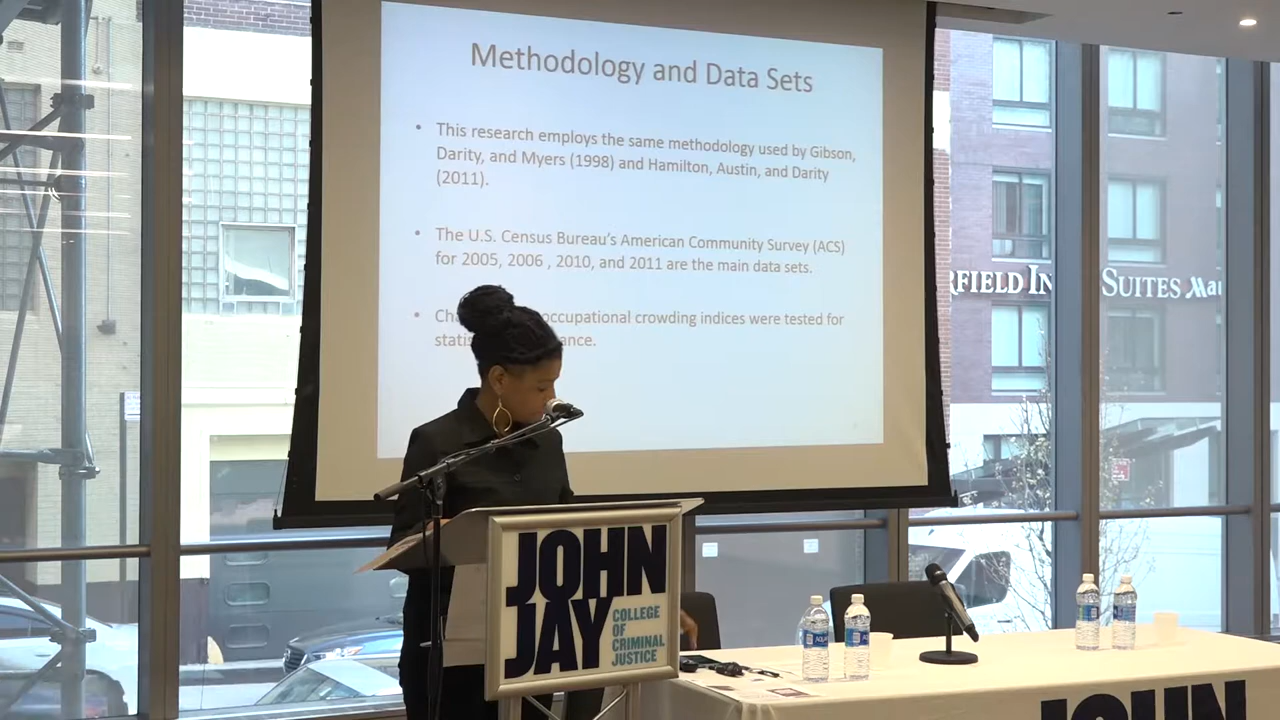 Methodology and Data Sets
• This research employs the same methodology used by Gibson,
Darity, and Myers (1998) and Hamilton, Austin, and Darity
(2011).
• The U.S. Census Bureau's American Community Survey (ACS)
for 2005, 2006 , 2010, and 2011 are the main data sets.
• occupational crowding indices were tested for
RFIELD IN
SUITES
JOHN
JAY
COLLEGE
OF
CRIMINAL
JUSTICE
JOHN